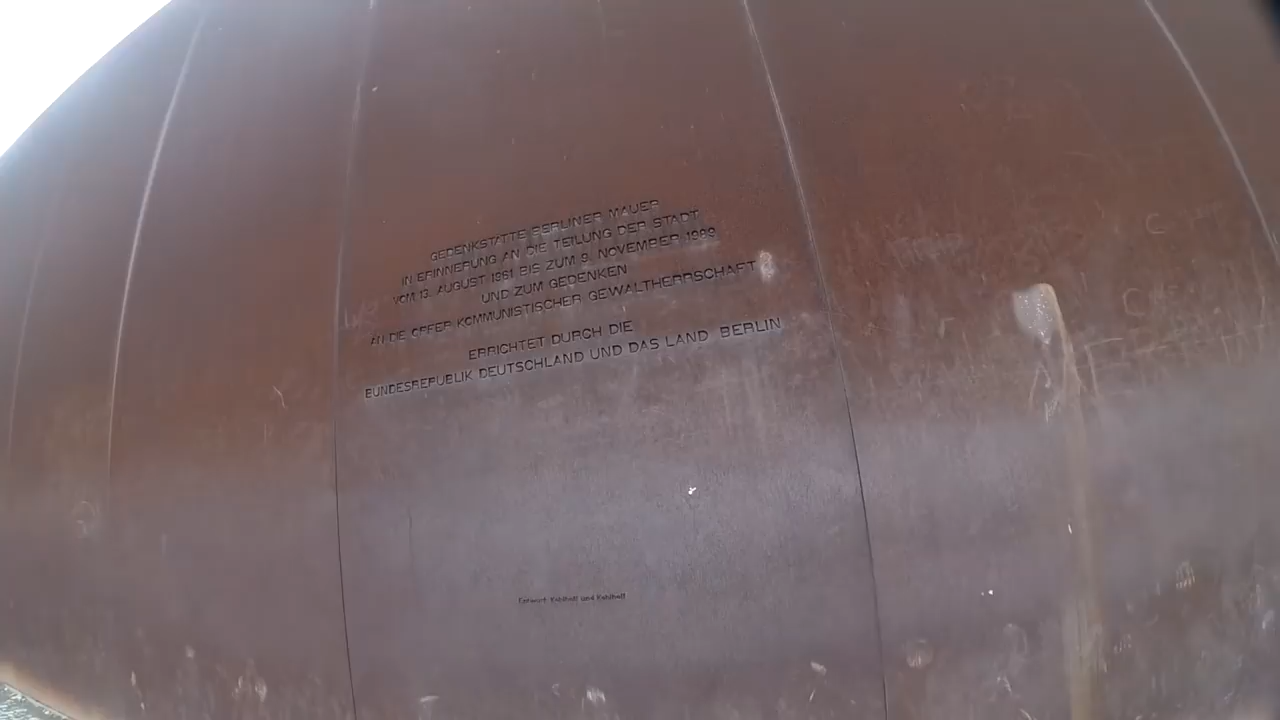 GEDENKSTÄTTE BERLINER MAUER
IN ERINNERUNG AN DIE TEILUNG DER STADT
VOM 13. AUGUST 1961 BIS ZUM 9. NOVEMBER 1989
UND ZUM GEDENKEN
AN DIE OPFER KOMMUNISTISCHER GEWALTHERRSCHAFT
ERRICHTET DURCH DIE
BUNDESREPUBLIK DEUTSCHLAND UND DAS LAND BERLIN
Entwurf: Kohlhoff und Kohlhoff